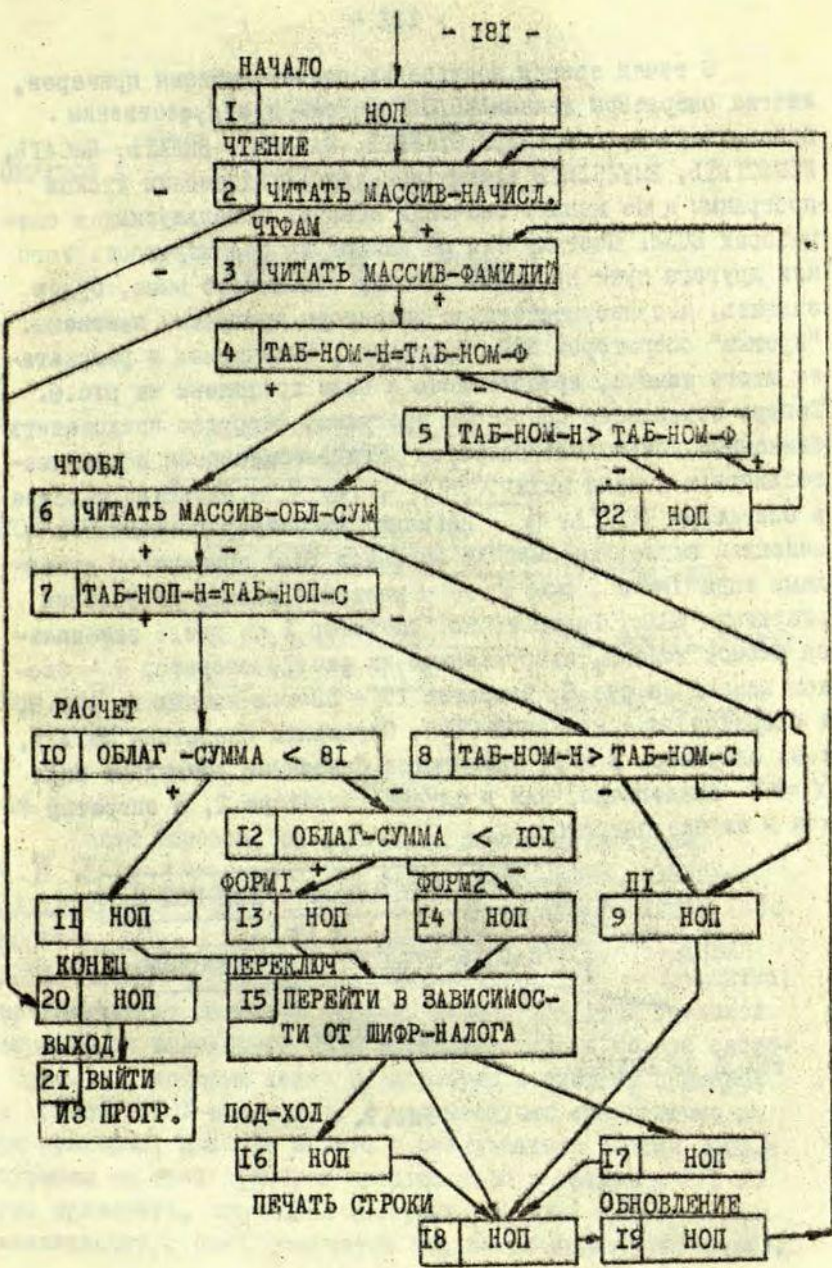 - I8I -
НАЧАЛО
I НОП
ЧТЕНИЕ
2 ЧИТАТЬ МАССИВ-НАЧИСЛ.
- +
ЧТФАМ
3 ЧИТАТЬ МАССИВ-ФАМИЛИЙ
- +
4 ТАБ-НОМ-Н=ТАБ-НОМ-Ф
+ -
5 ТАБ-НОМ-Н> ТАБ-НОМ-Ф
- +
22 НОП
ЧТОБЛ
6 ЧИТАТЬ МАССИВ-ОБЛ-СУМ
+ -
7 ТАБ-НОП-Н=ТАБ-НОП-С
+ -
РАСЧЕТ
IO ОБЛАГ -СУММА < 8I
8 ТАБ-НОМ-Н> ТАБ-НОМ-С
+ - - +
I2 ОБЛАГ-СУММА < IOI
+ -
ФОРМI ФОРМ2 ПI
II НОП
I3 НОП
I4 НОП
9 НОП
КОНЕЦ ПЕРЕКЛЮЧ
20 НОП
I5 ПЕРЕЙТИ В ЗАВИСИМОС-
ТИ ОТ ШИФР-НАЛОГА
ВЫХОД
2I ВЫЙТИ
ИЗ ПРОГР.
ПОД-ХОЛ
I6 НОП
I7 НОП
ПЕЧАТЬ СТРОКИ ОБНОВЛЕНИЕ
I8 НОП
I9 НОП